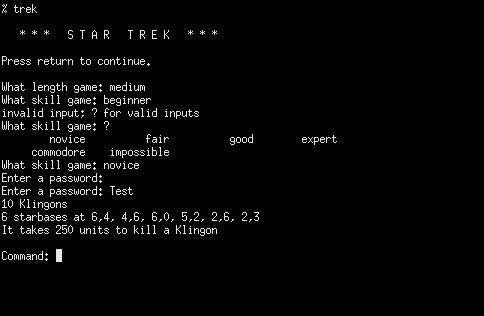 % trek
* * * S T A R T R E K * * *
Press return to continue.
What length game: medium
What skill game: beginner
invalid input; ? for valid inputs
What skill game: ?
novice fair good expert
commodore impossible
What skill game: novice
Enter a password:
Enter a password: Test
10 Klingons
6 starbases at 6,4, 4,6, 6,0, 5,2, 2,6, 2,3
It takes 250 units to kill a Klingon
Command: